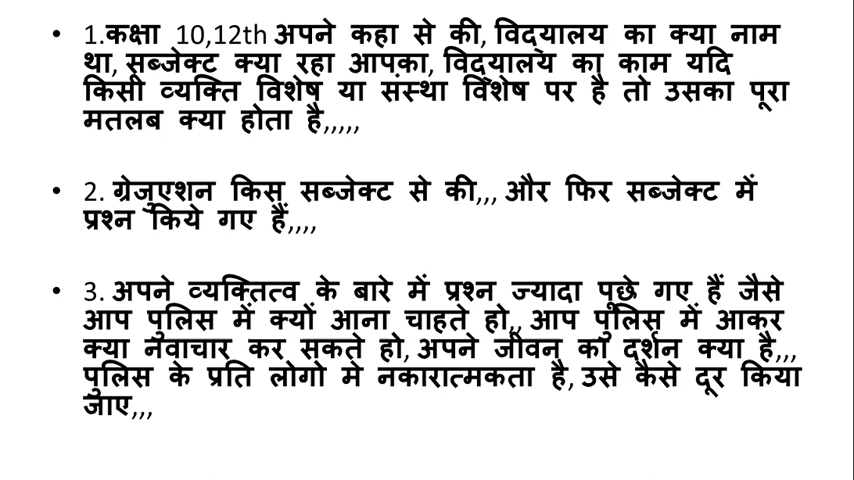 • 1.कक्षा 10,12th अपने कहा से की, विद्यालय का क्या नाम
था, सब्जेक्ट क्या रहा आपका, विद्यालय का काम यदि
किसी व्यक्ति विशेष या संस्था विशेष पर है तो उसका पूरा
मतलब क्या होता है,,,,,
• 2. ग्रेजुएशन किस सब्जेक्ट से की,,, और फिर सब्जेक्ट में
प्रश्न किये गए हैं,,,,
• 3. अपने व्यक्तित्व के बारे में प्रश्न ज्यादा पूछे गए हैं जैसे
आप पुलिस में क्यों आना चाहते हो,, आप पुलिस में आकर
क्या नवाचार कर सकते हो, अपने जीवन का दर्शन क्या है,,,
पुलिस के प्रति लोगो मे नकारात्मकता है, उसे कैसे दूर किया
जाए,,,